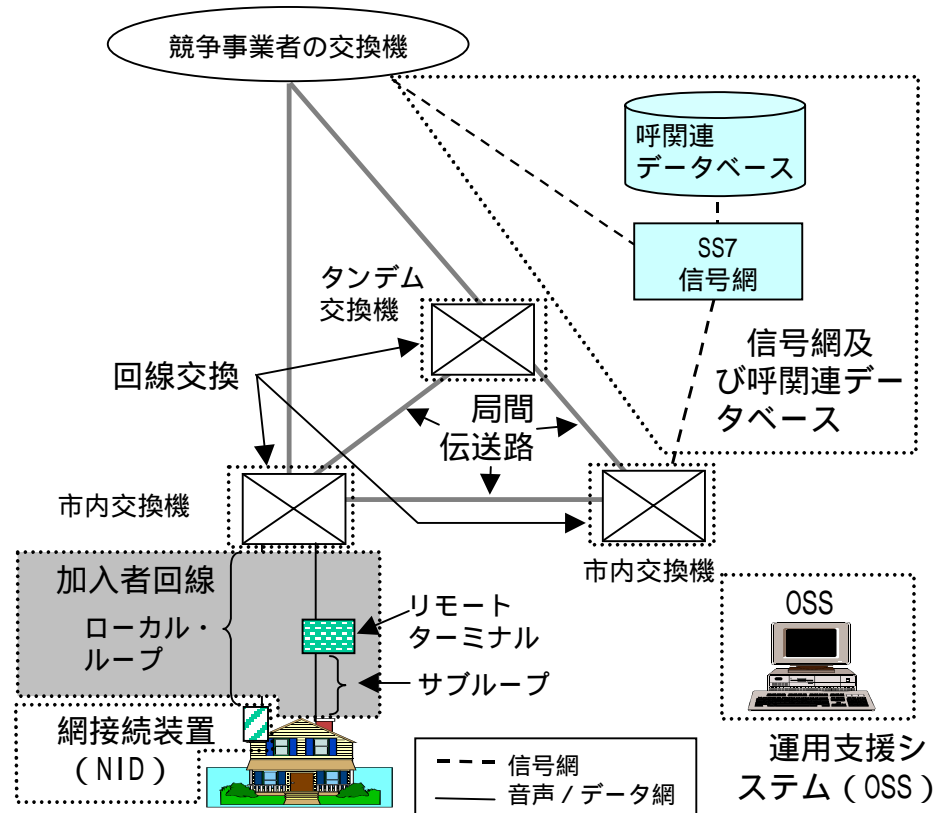 競争事業者の交換機
呼関連
データベース
SS7
信号網
タンデム
交換機
信号網及
び呼関連デー
タベース
回線交換
局間
伝送路
市内交換機
市内交換機
加入者回線
ローカル・
ループ
リモート
ターミナル
サブループ
OSS
網接続装置
（NID）
運用支援シ
ステム（OSS）
信号網
音声／データ網